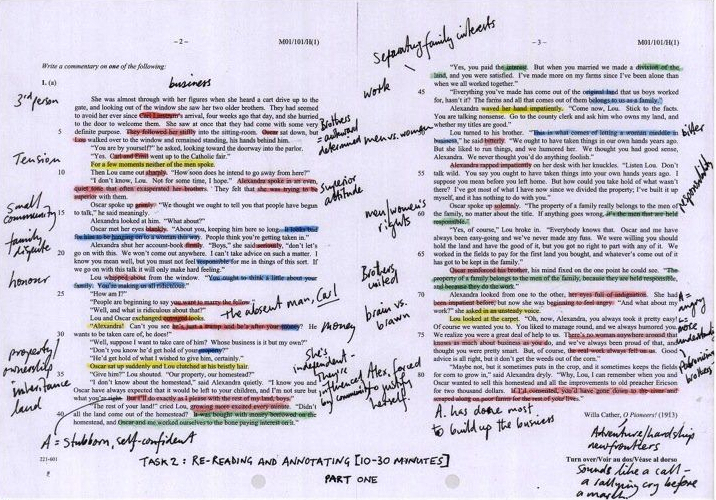 – 2 –
M01/101/H(1)
Write a commentary on one of the following:
1. (a)
business
3rd person
She was almost through with her figures when she heard a cart drive up to the
gate, and looking out of the window she saw her two older brothers. They had seemed
to avoid her ever since Carl Linstrum's arrival, four weeks ago that day, and she hurried
to the door to welcome them. She saw at once that they had come with some very
5 definite purpose. They followed her stiffly into the sitting-room. Oscar sat down, but
Lou walked over to the window and remained standing, his hands behind him.
"You are by yourself?" he asked, looking toward the doorway into the parlor.
"Yes. Carl and Emil went up to the Catholic fair."
For a few moments neither of the men spoke.
Tension
10 Then Lou came out sharply. "How soon does he intend to go away from here?"
"I don't know, Lou. Not for some time, I hope." Alexandra spoke in an even,
quiet tone that often exasperated her brothers. They felt that she was trying to be
superior with them.
Oscar spoke up grimly. "We thought we ought to tell you that people have begun
15 to talk," he said meaningly.
small
community
Alexandra looked at him. "What about?"
Oscar met her eyes blankly. "About you, keeping him here so long. It looks bad
for him to be hanging on to a woman this way. People think you're getting taken in."
family
dispute
Alexandra shut her account-book firmly. "Boys," she said seriously, "don't let's
20 go on with this. We won't come out anywhere. I can't take advice on such a matter. I
know you mean well, but you must not feel responsible for me in things of this sort. If
we go on with this talk it will only make hard feeling."
honour
Lou whipped about from the window. "You ought to think a little about your
family. You're making us all ridiculous."
25 "How am I?"
"People are beginning to say you want to marry the fellow."
"Well, and what is ridiculous about that?"
Lou and Oscar exchanged outraged looks.
the absent man, Carl
"Alexandra! Can't you see he's just a tramp and he's after your money? He
30 wants to be taken care of, he does!"
money
"Well, suppose I want to take care of him? Whose business is it but my own?"
"Don't you know he'd get hold of your property?"
"He'd get hold of what I wished to give him, certainly."
Oscar sat up suddenly and Lou clutched at his bristly hair.
property/
ownership
inheritance
land
35 "Give him?" Lou shouted. "Our property, our homestead?"
"I don't know about the homestead," said Alexandra quietly. "I know you and
Oscar have always expected that it would be left to your children, and I'm not sure but
what you're right. But I'll do exactly as I please with the rest of my land, boys."
"The rest of your land!" cried Lou, growing more excited every minute. "Didn't
40 all the land come out of the homestead? It was bought with money borrowed on the
homestead, and Oscar and me worked ourselves to the bone paying interest on it."
A = stubborn, self-confident
221-001
Brothers
= awkward
determined men vs. woman
superior
attitude
men/women's
rights
Brothers
united
brain vs.
brawn
She's
independent –
they're
influenced by community
Alex. forced
to justify
herself.
separating family interests
work
– 3 –
M01/101/H(1)
"Yes, you paid the interest. But when you married we made a division of the
land, and you were satisfied. I've made more on my farms since I've been alone than
when we all worked together."
45 "Everything you've made has come out of the original land that us boys worked
for, hasn't it? The farms and all that comes out of them belongs to us as a family."
Alexandra waved her hand impatiently. "Come now, Lou. Stick to the facts.
You are talking nonsense. Go to the county clerk and ask him who owns my land, and
whether my titles are good."
50 Lou turned to his brother. "This is what comes of letting a woman meddle in
business," he said bitterly. "We ought to have taken things in our own hands years ago.
But she liked to run things, and we humored her. We thought you had good sense,
Alexandra. We never thought you'd do anything foolish."
bitter
Alexandra rapped impatiently on her desk with her knuckles. "Listen Lou. Don't
55 talk wild. You say you ought to have taken things into your own hands years ago. I
suppose you mean before you left home. But how could you take hold of what wasn't
there? I've got most of what I have now since we divided the property; I've built it up
myself, and it has nothing to do with you."
responsibility
Oscar spoke up solemnly. "The property of a family really belongs to the men of
60 the family, no matter about the title. If anything goes wrong, it's the men that are held
responsible."
"Yes, of course," Lou broke in. "Everybody knows that. Oscar and me have
always been easy-going and we've never made any fuss. We were willing you should
hold the land and have the good of it, but you got no right to part with any of it. We
65 worked in the fields to pay for the first land you bought, and whatever's come out of it
has got to be kept in the family."
Oscar reinforced his brother, his mind fixed on the one point he could see. "The
property of a family belongs to the men of the family, because they are held responsible,
and because they do the work."
70 Alexandra looked from one to the other, her eyes full of indignation. She had
been impatient before, but now she was beginning to feel angry. "And what about my
work?" she asked in an unsteady voice.
Lou looked at the carpet. "Oh, now, Alexandra, you always took it pretty easy!
Of course we wanted you to. You liked to manage round, and we always humored you.
75 We realize you were a great deal of help to us. There's no woman anywhere around that
knows as much about business as you do, and we've always been proud of that, and
thought you were pretty smart. But, of course, the real work always fell on us. Good
advice is all right, but it don't get the weeds out of the corn."
"Maybe not, but it sometimes puts in the crop, and it sometimes keeps the fields
80 for corn to grow in," said Alexandra dryly. "Why, Lou, I can remember when you and
Oscar wanted to sell this homestead and all the improvements to old preacher Ericson
for two thousand dollars. If I'd consented, you'd have gone down to the river and
scraped along on poor farms for the rest of your lives."
A =
angry
patronizing
brothers
A. has done most
to build up the business
Willa Cather, O Pioneers! (1913)
Adventure/hardship
new frontiers
Turn over/Voir au dos/Véase al dorso
Sounds like a call –
a rallying cry before
a march.
TASK 2: RE-READING AND ANNOTATING [10-30 MINUTES]
PART ONE